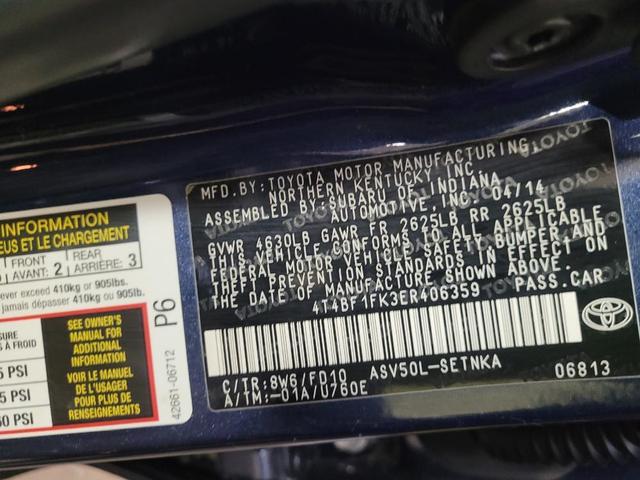 INFORMATION
EUS ET LE CHARGEMENT
FRONT
AVANT: 2
REAR
ARRIÈRE: 3
ever exceed 410kg or 905lbs.
jamais dépasser 410kg ou 905lb.
SURE
S À FROID
5 PSI
5 PSI
60 PSI
SEE OWNER'S
MANUAL FOR
ADDITIONAL
INFORMATION
VOIR LE MANUEL
DE L'USAGER
POUR PLUS DE
RENSEIGNEMENTS
P6
42661-06712
MFD.BY:TOYOTA MOTOR MANUFACTURING,
NORTHERN KENTUCKY, INC.
ASSEMBLED BY:SUBARU OF INDIANA
AUTOMOTIVE, INC. 04/14
GVWR 4630LB GAWR FR 2625LB RR 2625LB
THIS VEHICLE CONFORMS TO ALL APPLICABLE
FEDERAL MOTOR VEHICLE SAFETY,BUMPER,AND
THEFT PREVENTION STANDARDS IN EFFECT ON
THE DATE OF MANUFACTURE SHOWN ABOVE.
4T4BF1FK3ER406359 PASS.CAR
C/TR:8W6/FD10 ASV50L-SETNKA
A/TM:-01A/U760E 06813